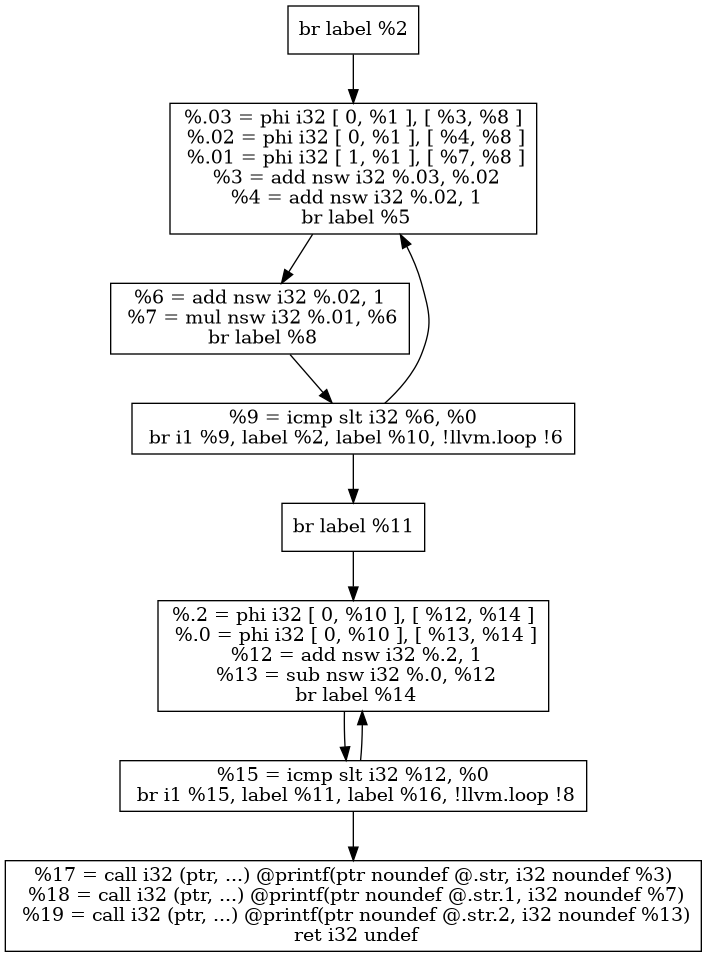 br label %2
%.03 = phi i32 [ 0, %1 ], [ %3, %8 ]
%.02 = phi i32 [ 0, %1 ], [ %4, %8 ]
%.01 = phi i32 [ 1, %1 ], [ %7, %8 ]
%3 = add nsw i32 %.03, %.02
%4 = add nsw i32 %.02, 1
br label %5
%6 = add nsw i32 %.02, 1
%7 = mul nsw i32 %.01, %6
br label %8
%9 = icmp slt i32 %6, %0
br i1 %9, label %2, label %10, !llvm.loop !6
br label %11
%.2 = phi i32 [ 0, %10 ], [ %12, %14 ]
%.0 = phi i32 [ 0, %10 ], [ %13, %14 ]
%12 = add nsw i32 %.2, 1
%13 = sub nsw i32 %.0, %12
br label %14
%15 = icmp slt i32 %12, %0
br i1 %15, label %11, label %16, !llvm.loop !8
%17 = call i32 (ptr, ...) @printf(ptr noundef @.str, i32 noundef %3)
%18 = call i32 (ptr, ...) @printf(ptr noundef @.str.1, i32 noundef %7)
%19 = call i32 (ptr, ...) @printf(ptr noundef @.str.2, i32 noundef %13)
ret i32 undef